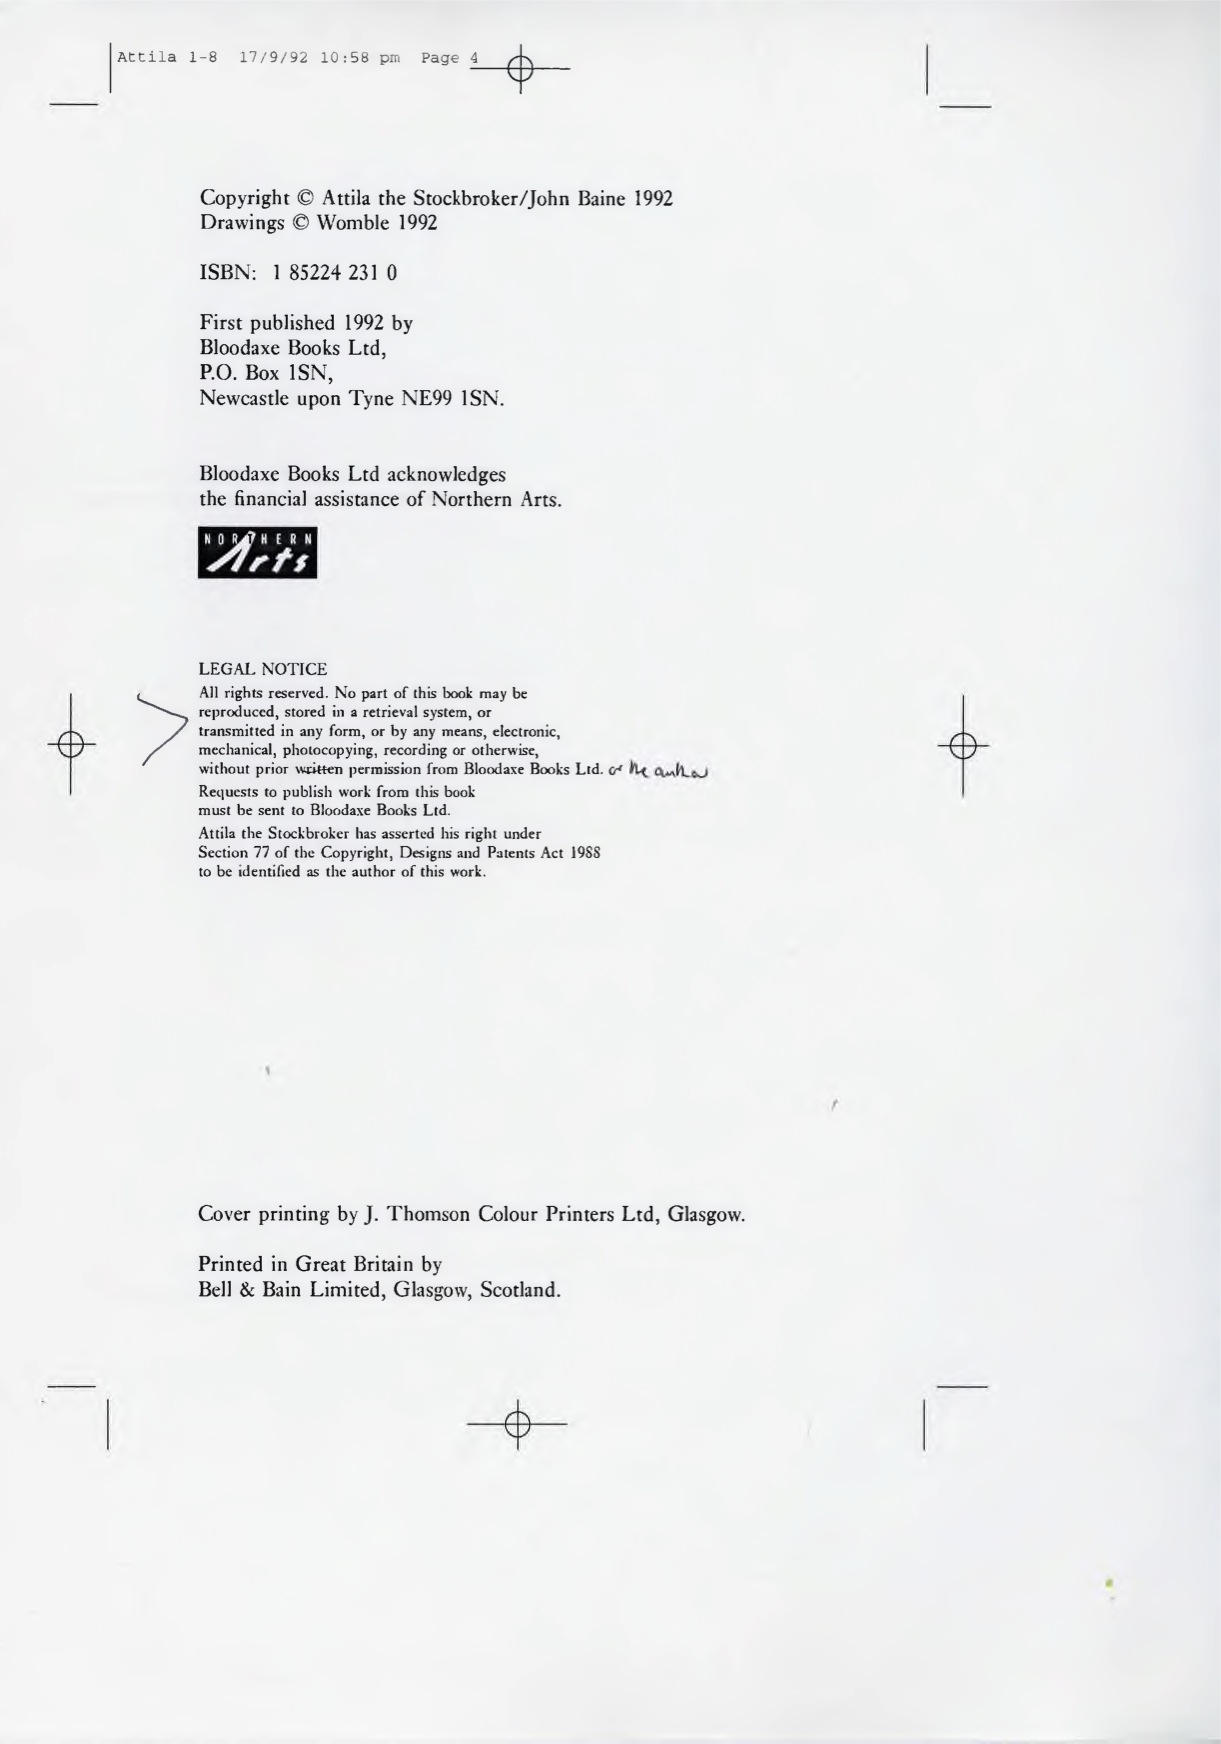 Attila 1-8 17/9/92 10:58 pm Page 4
Copyright © Attila the Stockbroker/John Baine 1992
Drawings © Womble 1992
ISBN: 1 85224 231 0
First published 1992 by
Bloodaxe Books Ltd,
P.O. Box 1SN,
Newcastle upon Tyne NE99 1SN.
Bloodaxe Books Ltd acknowledges
the financial assistance of Northern Arts.
NORTHERN
Arts
LEGAL NOTICE
All rights reserved. No part of this book may be
reproduced, stored in a retrieval system, or
transmitted in any form, or by any means, electronic,
mechanical, photocopying, recording or otherwise,
without prior written permission from Bloodaxe Books Ltd. or the author
Requests to publish work from this book
must be sent to Bloodaxe Books Ltd.
Attila the Stockbroker has asserted his right under
Section 77 of the Copyright, Designs and Patents Act 1988
to be identified as the author of this work.
Cover printing by J. Thomson Colour Printers Ltd, Glasgow.
Printed in Great Britain by
Bell & Bain Limited, Glasgow, Scotland.